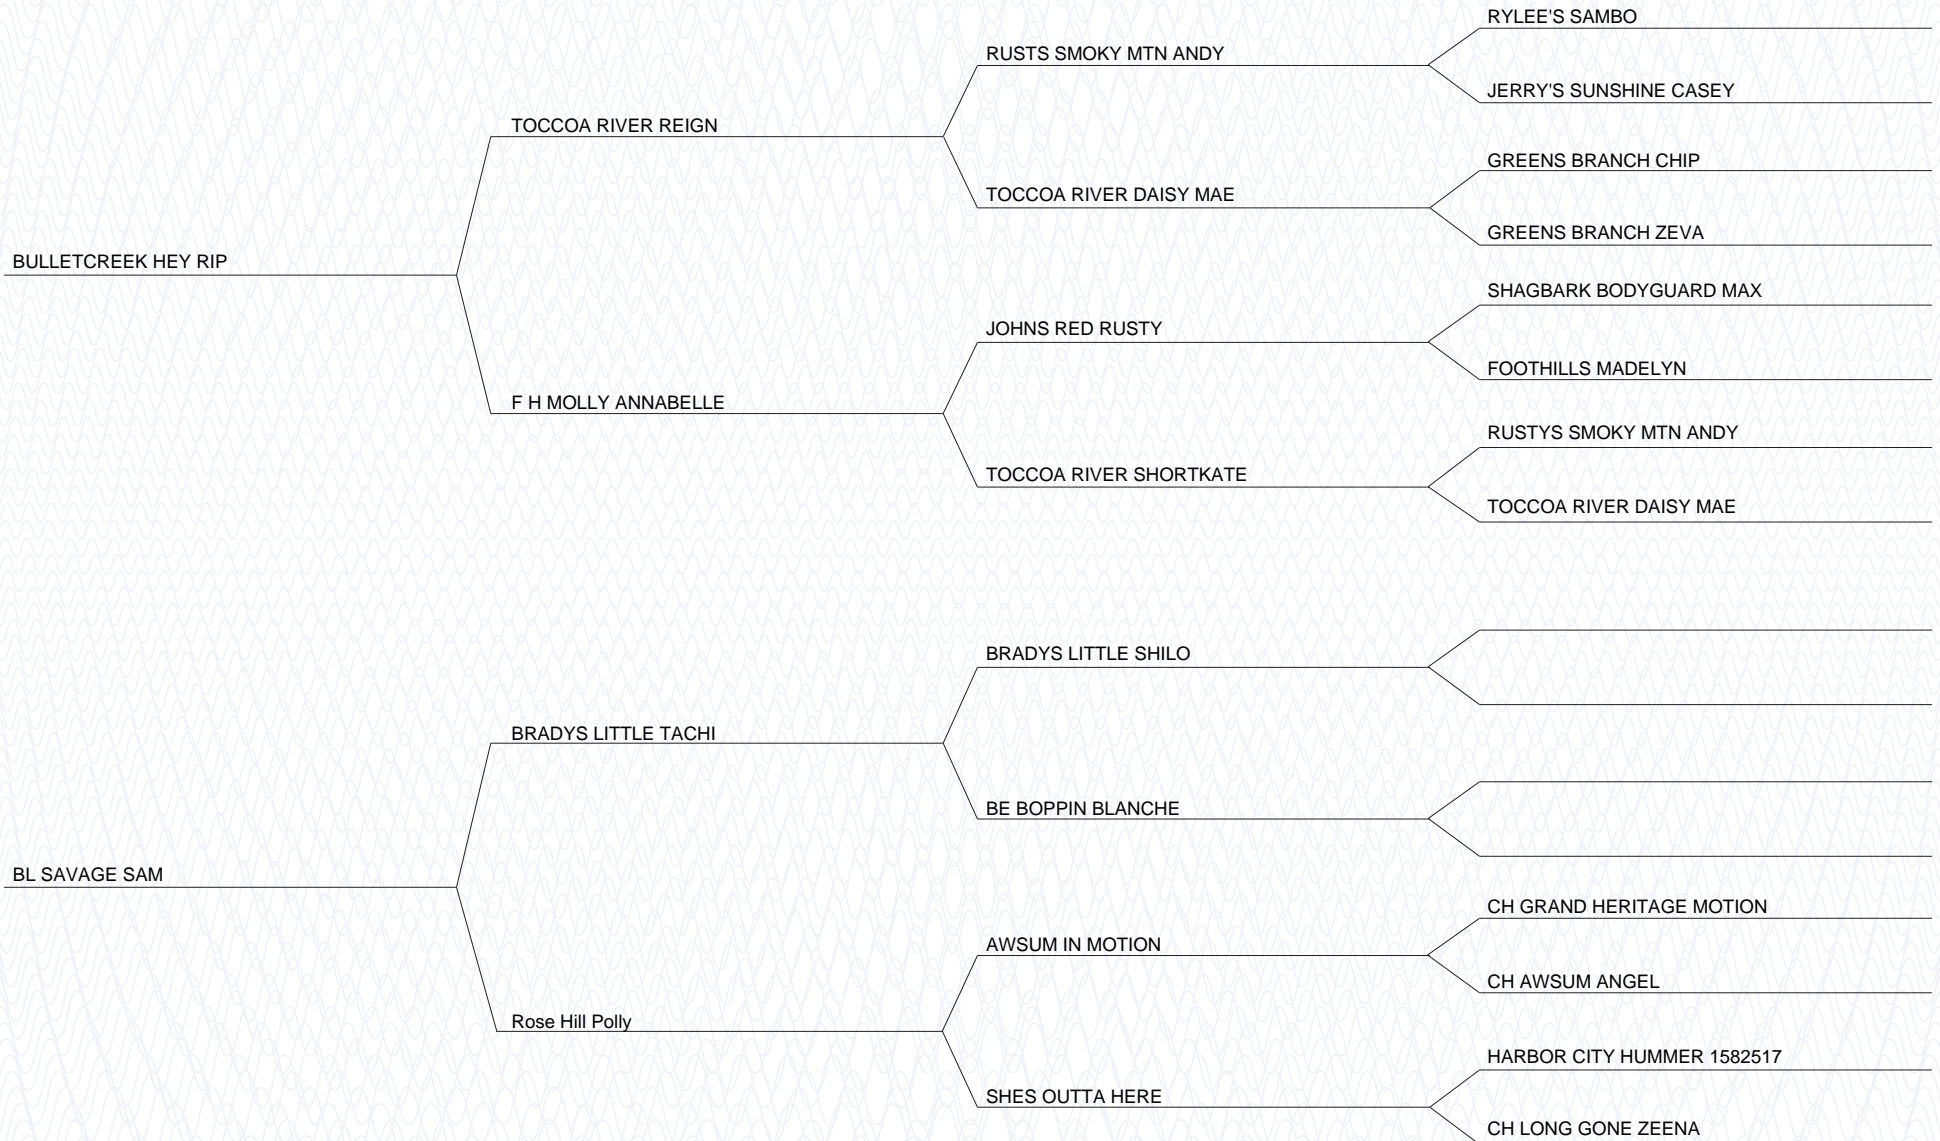 RYLEE'S SAMBO
RUSTS SMOKY MTN ANDY
JERRY'S SUNSHINE CASEY
TOCCOA RIVER REIGN
GREENS BRANCH CHIP
TOCCOA RIVER DAISY MAE
GREENS BRANCH ZEVA
BULLETCREEK HEY RIP
SHAGBARK BODYGUARD MAX
JOHNS RED RUSTY
FOOTHILLS MADELYN
F H MOLLY ANNABELLE
RUSTYS SMOKY MTN ANDY
TOCCOA RIVER SHORTKATE
TOCCOA RIVER DAISY MAE
BRADYS LITTLE SHILO
BRADYS LITTLE TACHI
BE BOPPIN BLANCHE
BL SAVAGE SAM
CH GRAND HERITAGE MOTION
AWSUM IN MOTION
CH AWSUM ANGEL
Rose Hill Polly
HARBOR CITY HUMMER 1582517
SHES OUTTA HERE
CH LONG GONE ZEENA